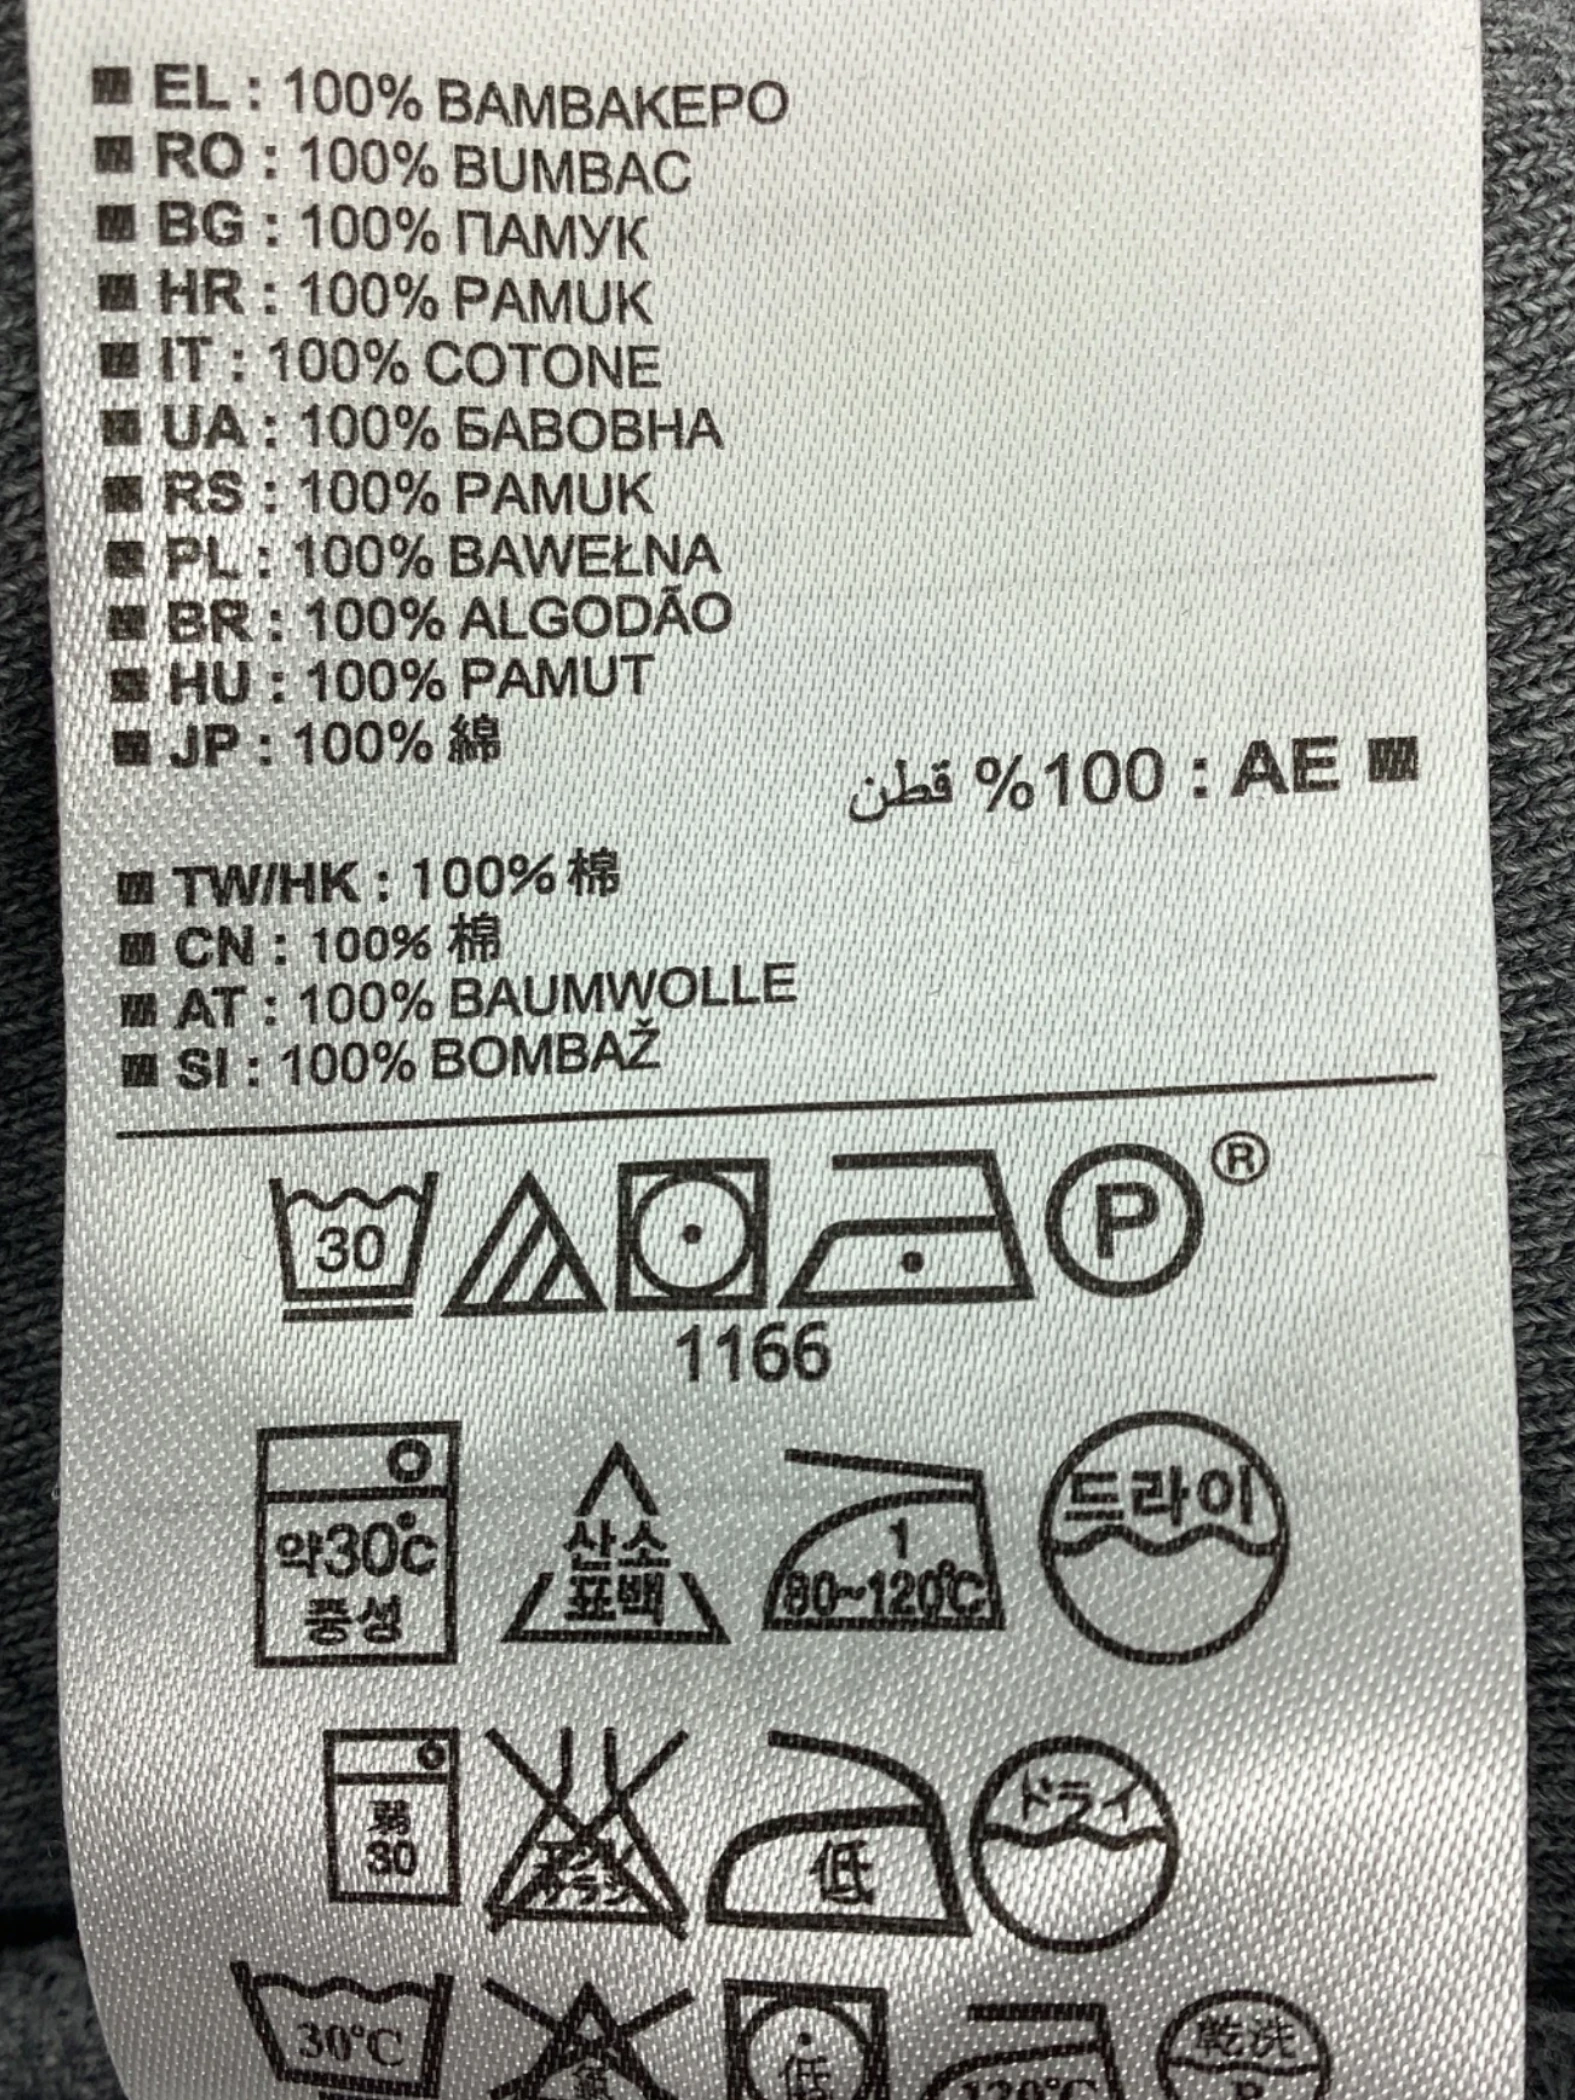 EL : 100% ΒΑΜΒΑΚΕΡΟ
RO : 100% BUMBAC
BG : 100% ПАМУК
HR : 100% PAMUK
IT : 100% COTONE
UA : 100% БАВОВНА
RS : 100% PAMUK
PL : 100% BAWEŁNA
BR : 100% ALGODÃO
HU : 100% PAMUT
JP : 100% 綿
AE : 100% قطن
TW/HK : 100% 棉
CN : 100% 棉
AT : 100% BAUMWOLLE
SI : 100% BOMBAŽ
30 P ®
1166
약30℃ 중성
산소 표백
1 80~120℃
드라이
弱 30
低
ドライ
30℃ 低 120℃ 乾洗 P